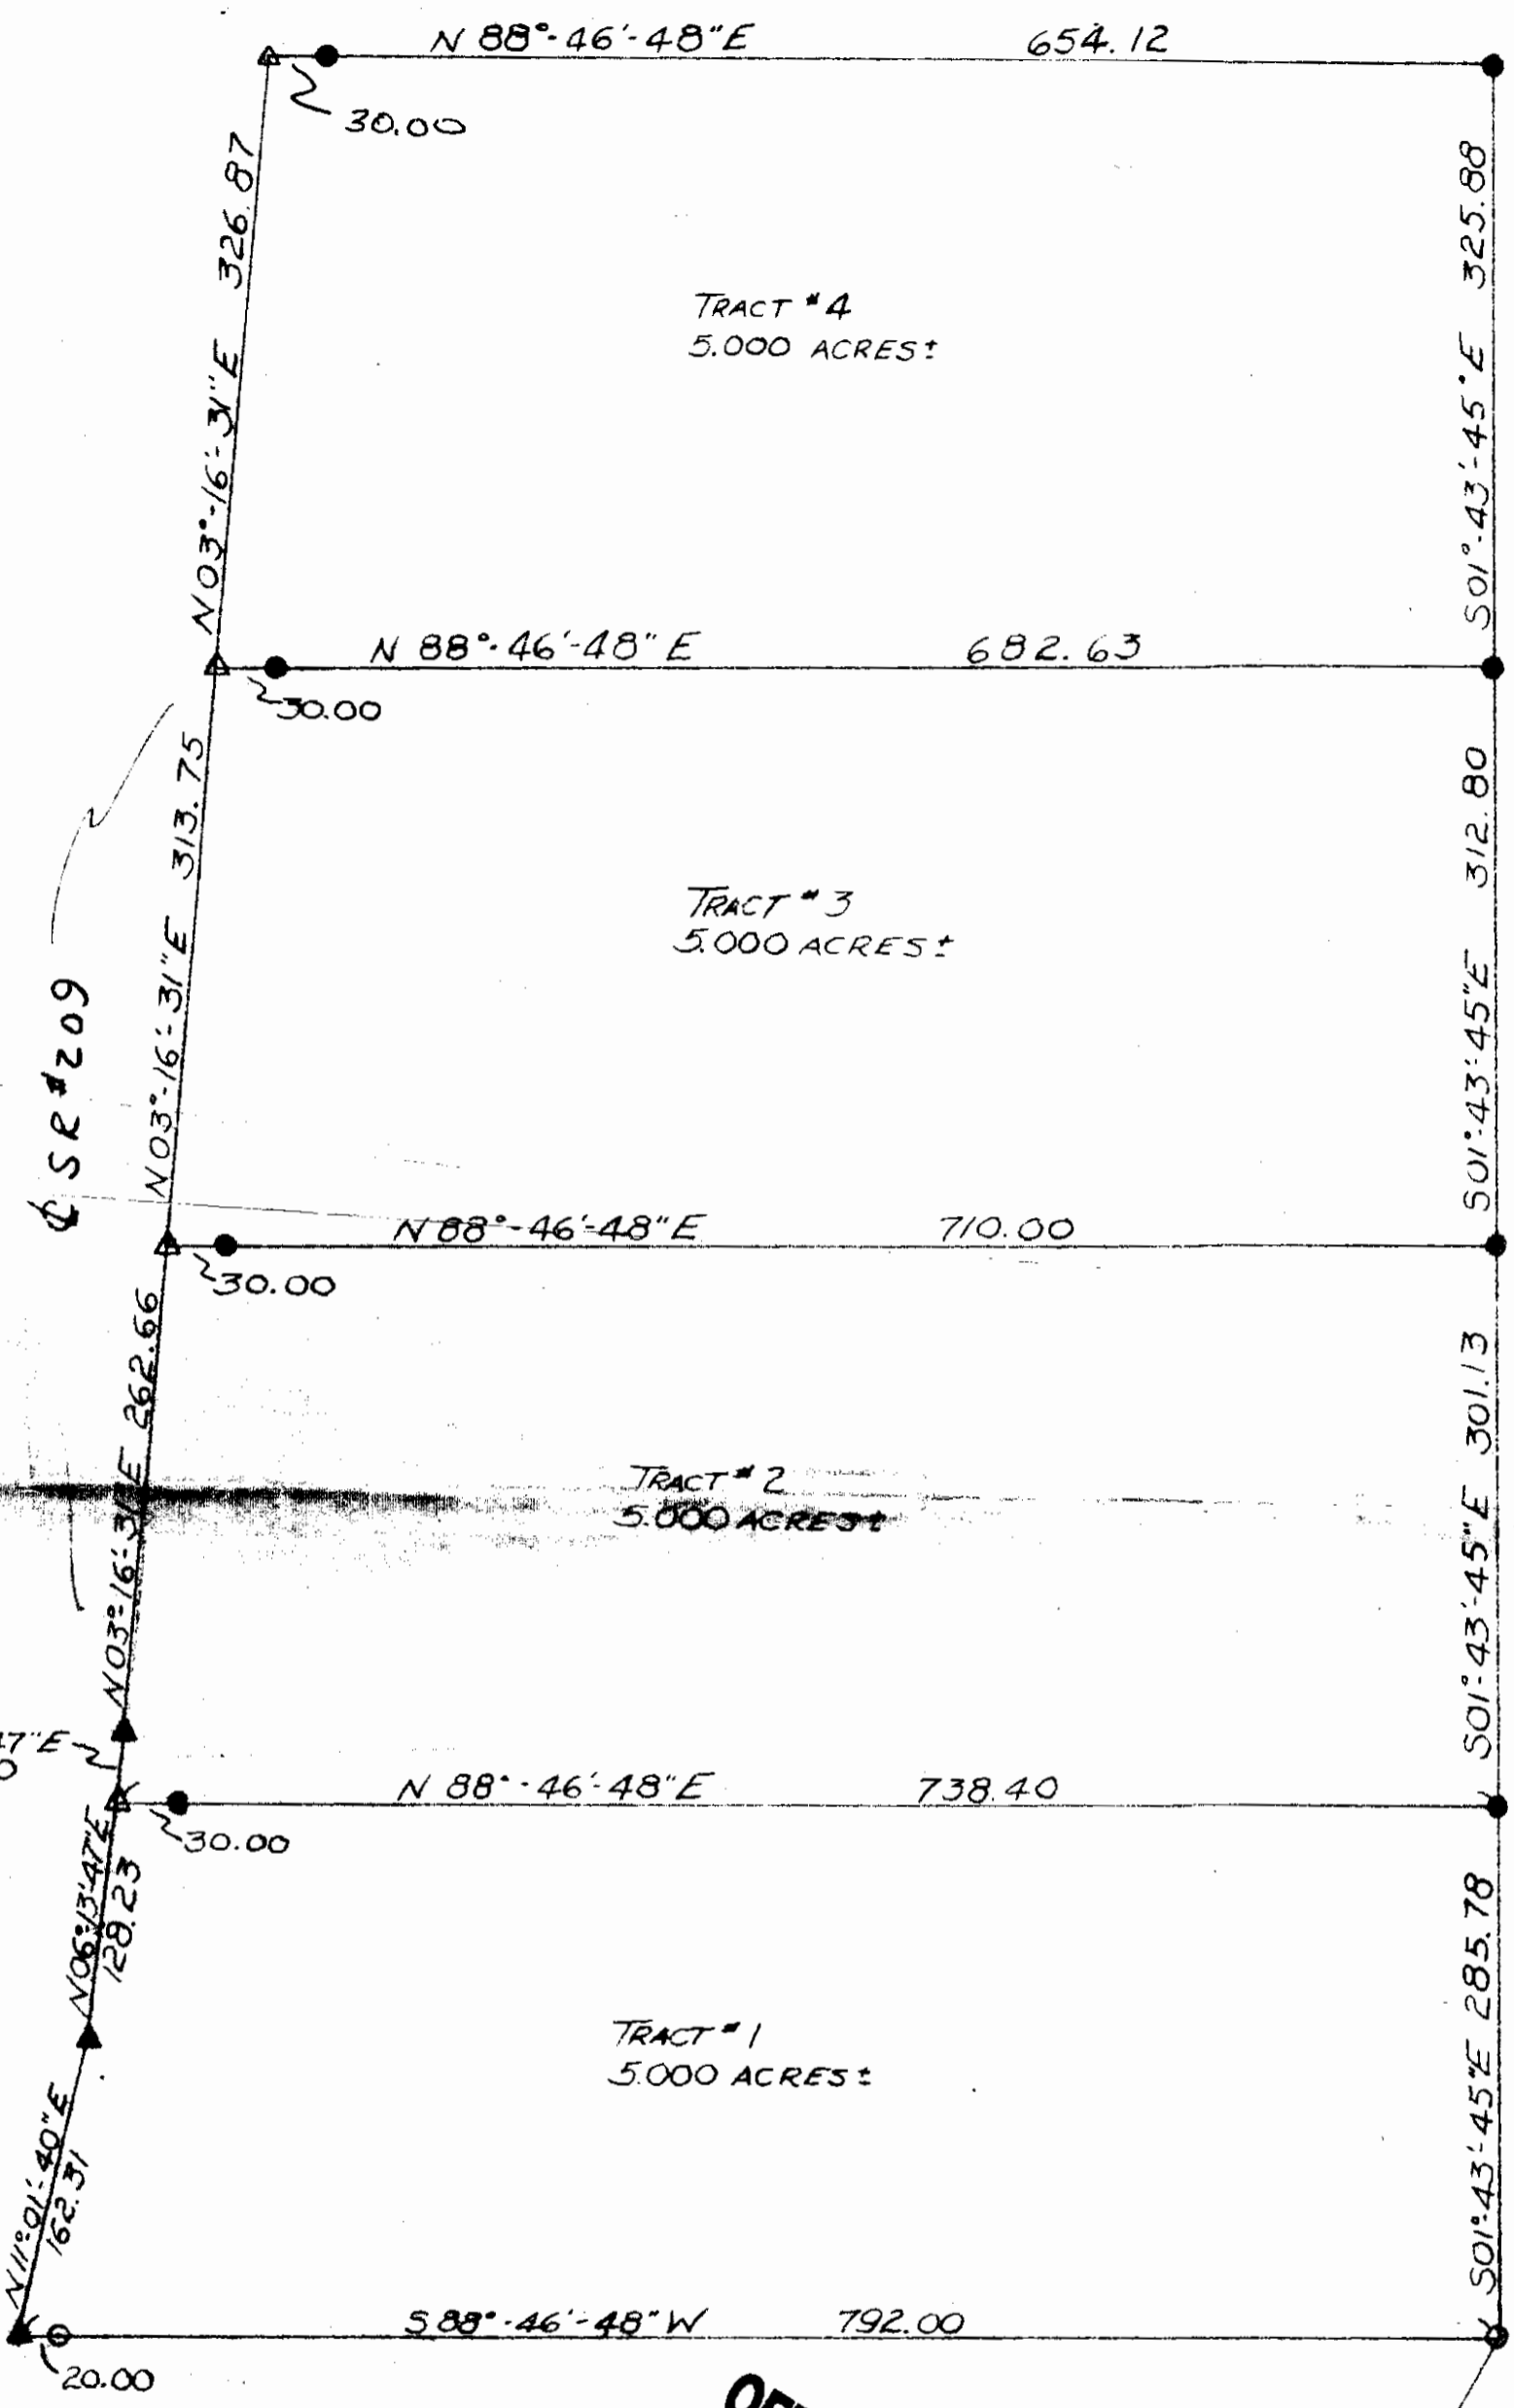 N 88°-46'-48"E 654.12
30.00
N03°-16'-31"E 326.87
TRACT #4
5.000 ACRES±
S01°-43'-45"E 325.88
N 88°-46'-48"E 682.63
30.00
N03°-16'-31"E 313.75
TRACT #3
5.000 ACRES±
S01°-43'-45"E 312.80
℄ SR #209
N 88°-46'-48"E 710.00
30.00
N03°-16'-31"E 262.66
TRACT #2
5.000 ACRES±
S01°-43'-45"E 301.13
47"E
N 88°-46'-48"E 738.40
30.00
N06°-13'-47"E
128.23
TRACT #1
5.000 ACRES±
S01°-43'-45"E 285.78
N11°-01'-40"E
162.31
S88°-46'-48"W 792.00
20.00